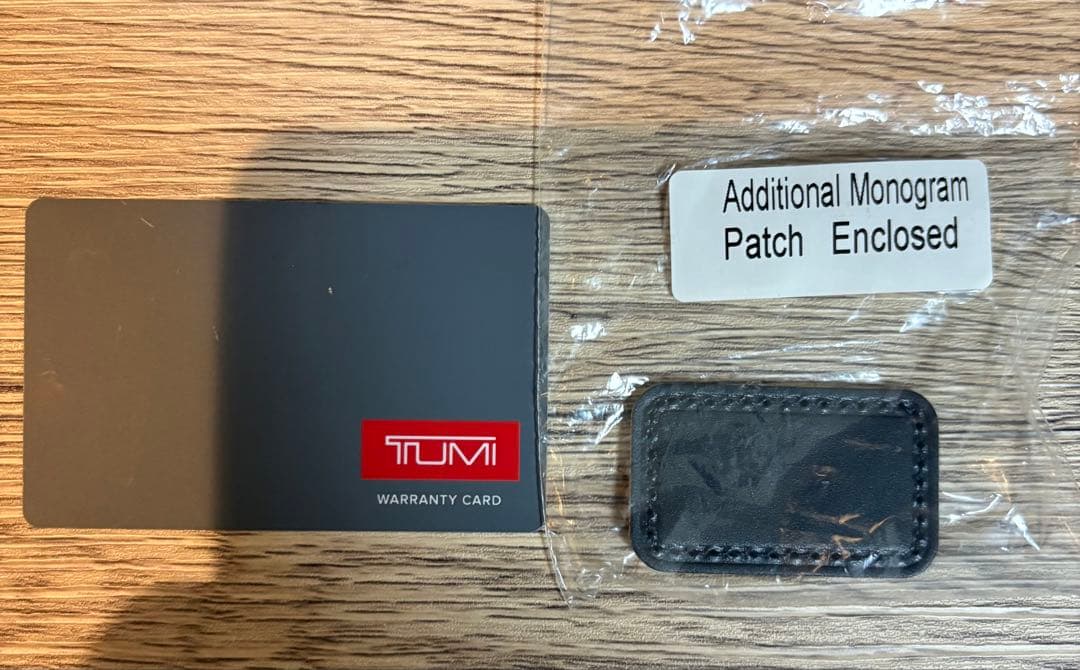 TUMI
WARRANTY CARD
Additional Monogram
Patch Enclosed